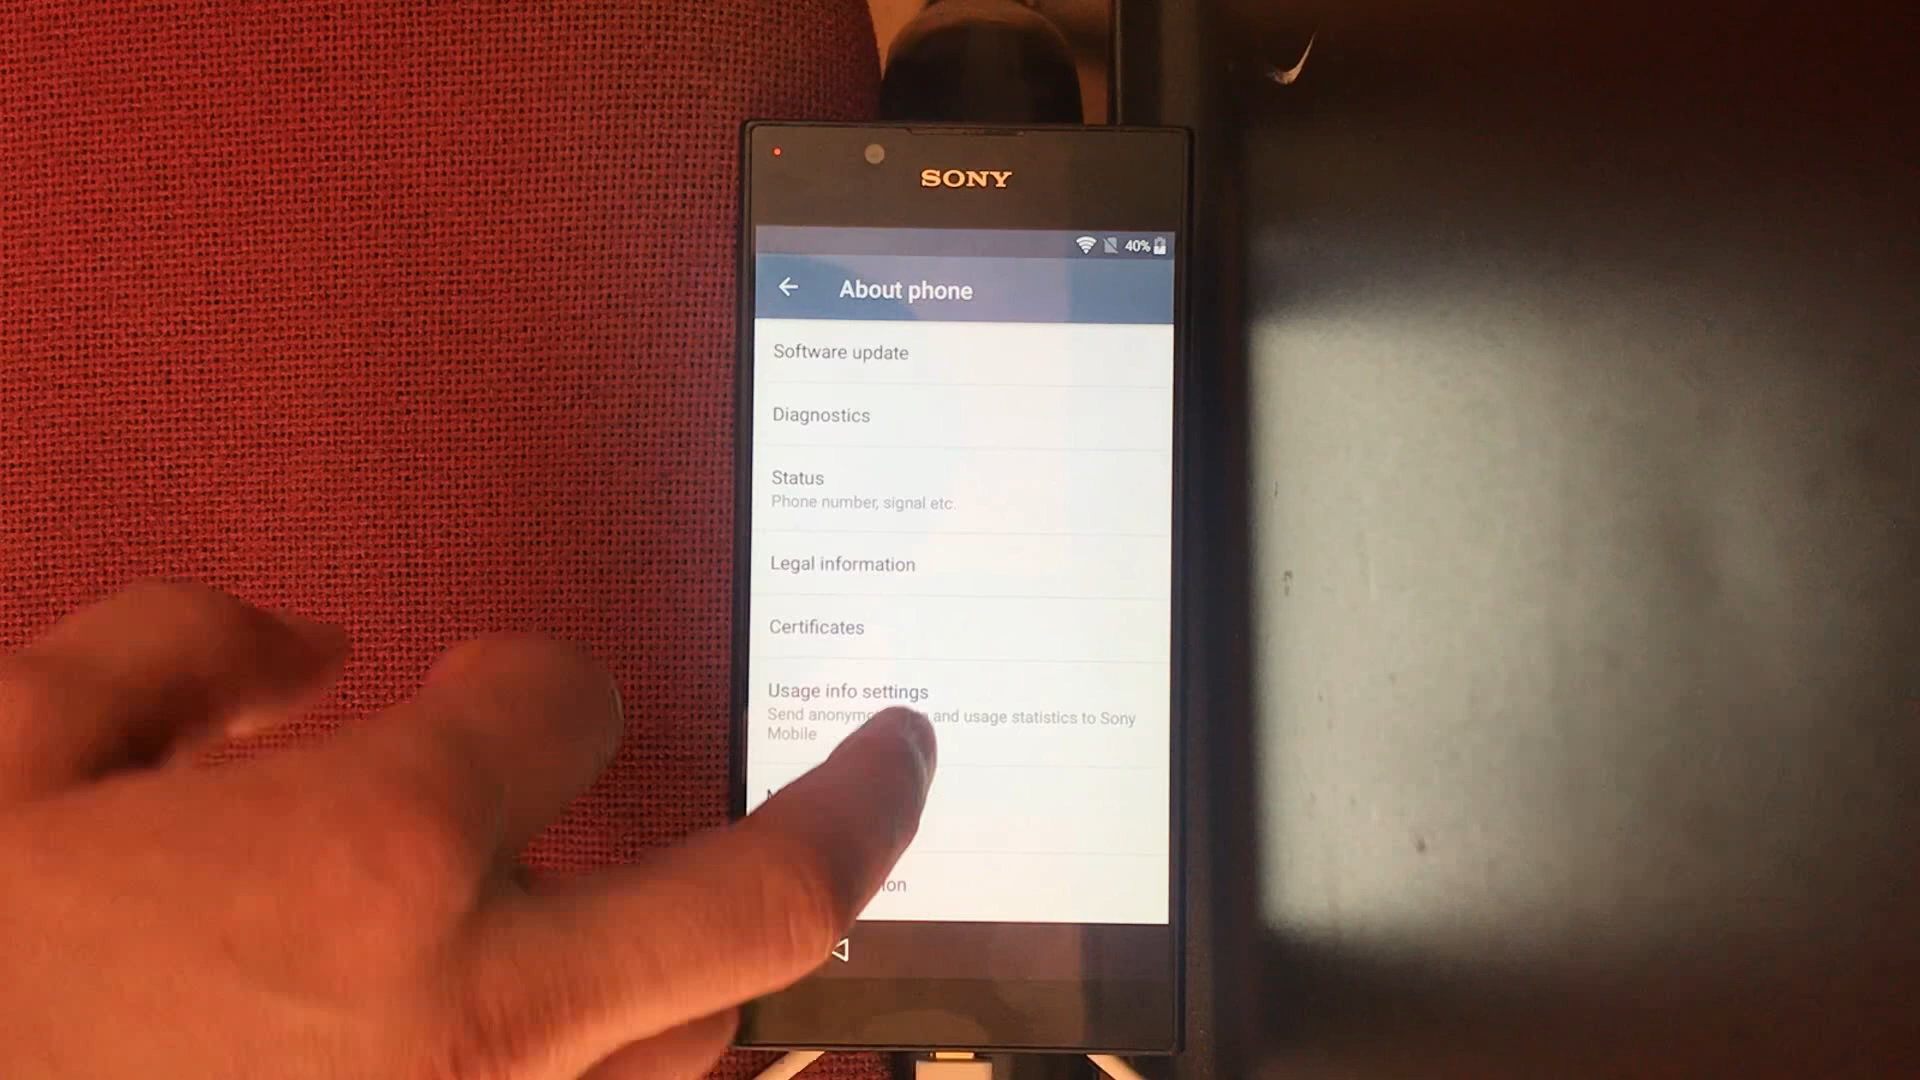 SONY
40%
About phone
Software update
Diagnostics
Status
Phone number, signal etc.
Legal information
Certificates
Usage info settings
Send and usage statistics to Sony
Mobile